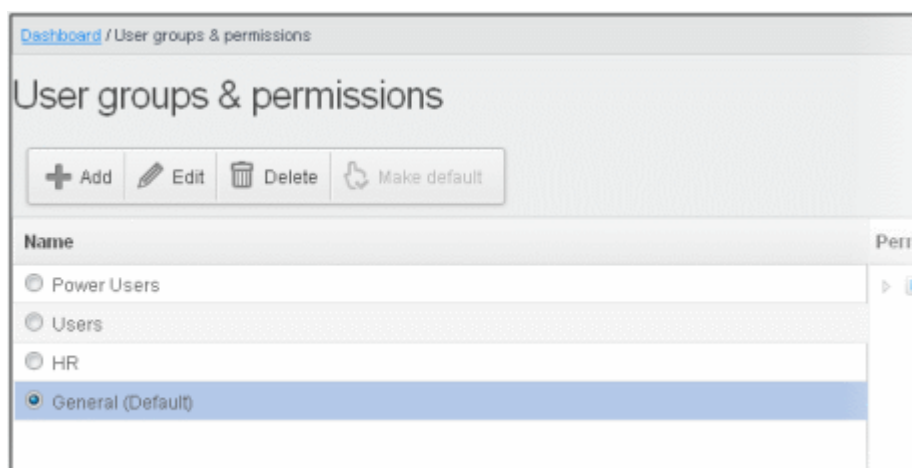 Dashboard / User groups & permissions
User groups & permissions
Add Edit Delete Make default
Name
Power Users
Users
HR
General (Default)